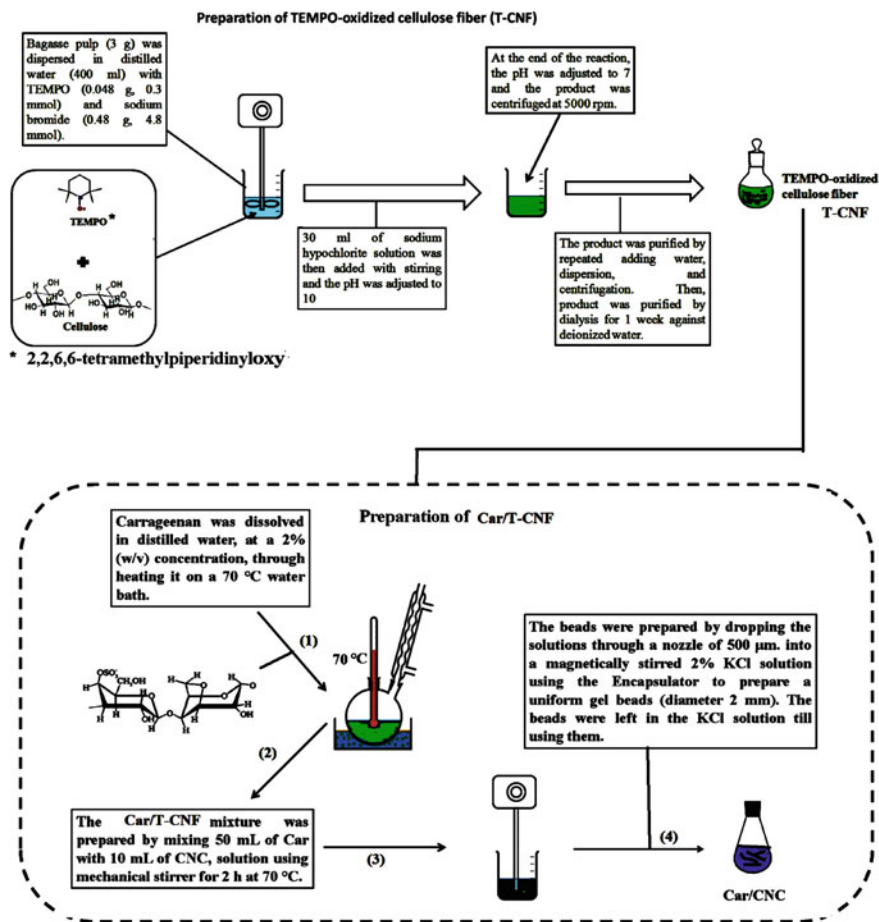 Preparation of TEMPO-oxidized cellulose fiber (T-CNF)
Bagasse pulp (3 g) was
dispersed in distilled
water (400 ml) with
TEMPO (0.048 g, 0.3
mmol) and sodium
bromide (0.48 g, 4.8
mmol).
At the end of the reaction,
the pH was adjusted to 7
and the product was
centrifuged at 5000 rpm.
TEMPO *
Cellulose
OH
HO
OH
O
HO
OH
O
OH
* 2,2,6,6-tetramethylpiperidinyloxy
30 ml of sodium
hypochlorite solution was
then added with stirring
and the pH was adjusted to
10
The product was purified by
repeated adding water,
dispersion, and
centrifugation. Then,
product was purified by
dialysis for 1 week against
deionized water.
TEMPO-oxidized
cellulose fiber
T-CNF
Preparation of Car/T-CNF
Carrageenan was dissolved
in distilled water, at a 2%
(w/v) concentration, through
heating it on a 70 °C water
bath.
(1)
70 °C
The beads were prepared by dropping the
solutions through a nozzle of 500 μm. into
a magnetically stirred 2% KCl solution
using the Encapsulator to prepare a
uniform gel beads (diameter 2 mm). The
beads were left in the KCl solution till
using them.
(2)
The Car/T-CNF mixture was
prepared by mixing 50 mL of Car
with 10 mL of CNC, solution using
mechanical stirrer for 2 h at 70 °C.
(3)
(4)
Car/CNC